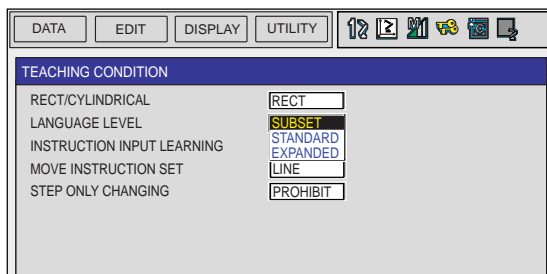 DATA EDIT DISPLAY UTILITY
TEACHING CONDITION
RECT/CYLINDRICAL RECT
LANGUAGE LEVEL SUBSET
STANDARD
INSTRUCTION INPUT LEARNING
EXPANDED
MOVE INSTRUCTION SET LINE
STEP ONLY CHANGING PROHIBIT